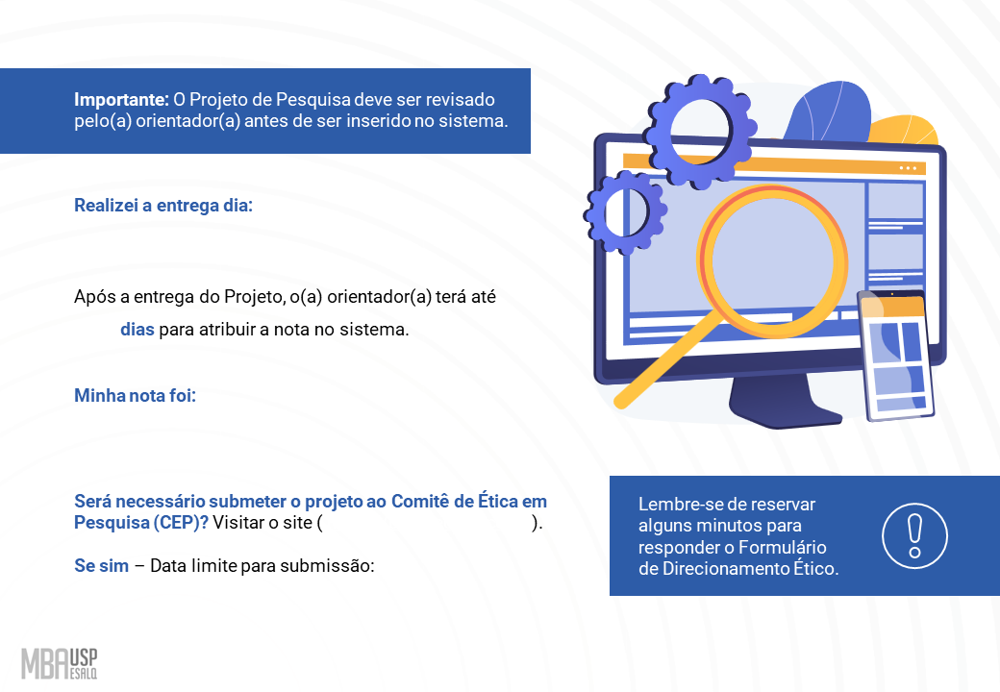 Importante: O Projeto de Pesquisa deve ser revisado
pelo(a) orientador(a) antes de ser inserido no sistema.
Realizei a entrega dia:
Após a entrega do Projeto, o(a) orientador(a) terá até
dias para atribuir a nota no sistema.
Minha nota foi:
Será necessário submeter o projeto ao Comitê de Ética em
Pesquisa (CEP)? Visitar o site ( ).
Se sim – Data limite para submissão:
Lembre-se de reservar
alguns minutos para
responder o Formulário
de Direcionamento Ético.
MBA USP
ESALQ